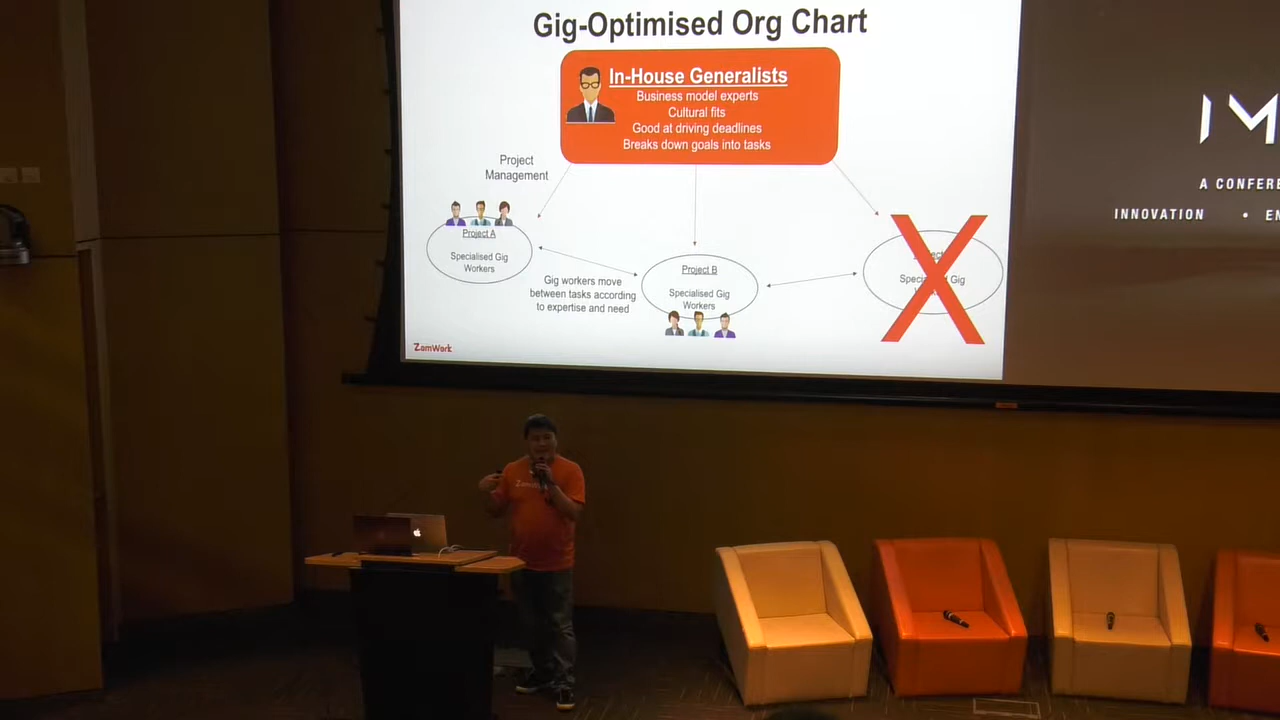 Gig-Optimised Org Chart
In-House Generalists
Business model experts
Cultural fits
Good at driving deadlines
Breaks down goals into tasks
Project
Management
Project A
Specialised Gig
Workers
Gig workers move
between tasks according
to expertise and need
Project B
Specialised Gig
Workers
Gig
ZomWork
A CONFERE
INNOVATION • EN